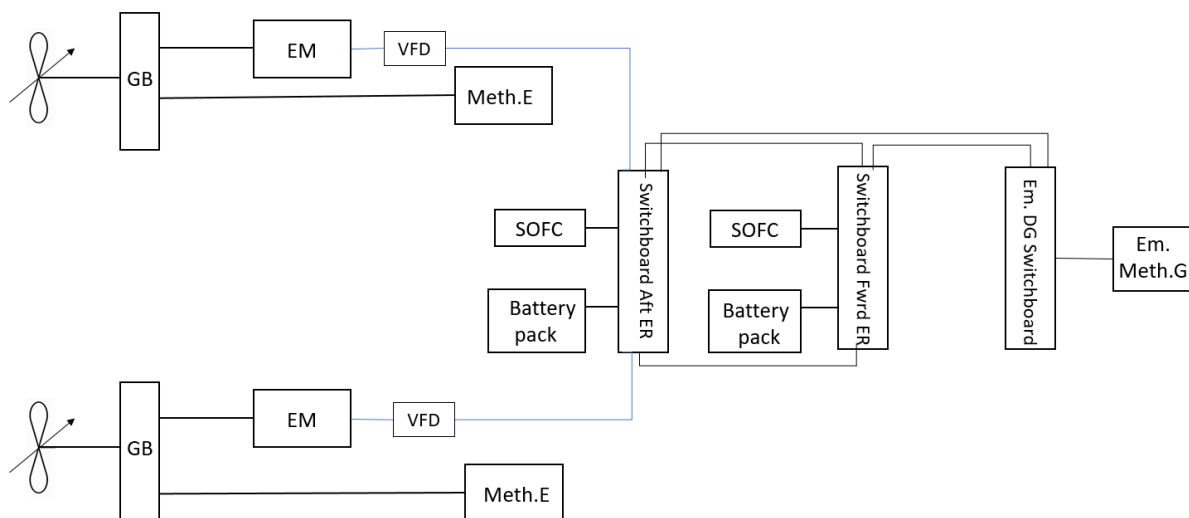 GB
EM
VFD
Meth.E
SOFC
Battery
pack
Switchboard Aft ER
SOFC
Battery
pack
Switchboard Fwrd ER
Em. DG Switchboard
Em.
Meth.G
GB
EM
VFD
Meth.E